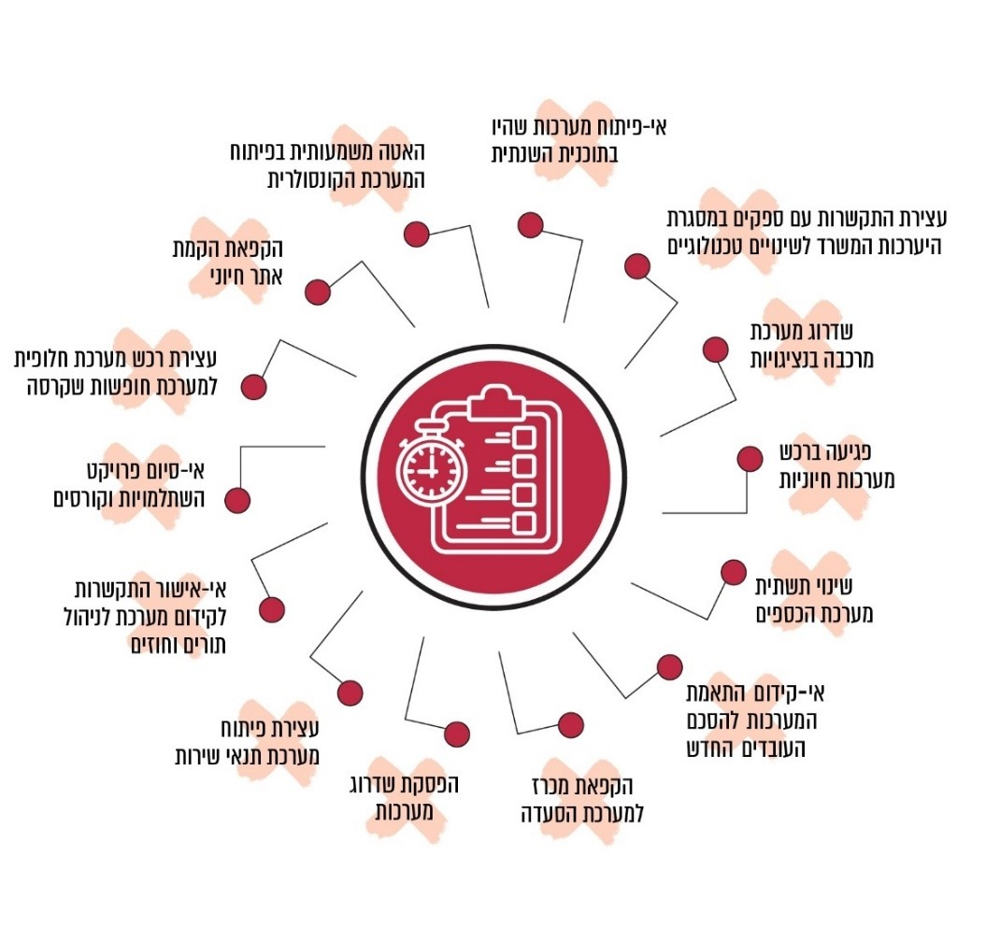 אי-פיתוח מערכות שהיו
בתוכנית השנתית
עצירת התקשרות עם ספקים במסגרת
היערכות המשרד לשינויים טכנולוגיים
שדרוג מערכת
מרכבה בנציגויות
פגיעה ברכש
מערכות חיוניות
שינוי תשתית
מערכת הכספים
אי-קידום התאמת
המערכות להסכם
העובדים החדש
הקפאת מכרז
למערכת הסעדה
הפסקת שדרוג
מערכות
עצירת פיתוח
מערכת תנאי שירות
אי-אישור התקשרות
לקידום מערכת לניהול
תורים וחוזים
אי-סיום פרויקט
השתלמויות וקורסים
עצירת רכש מערכת חלופית
למערכת חופשות שקרסה
הקפאת הקמת
אתר חיוני
האטה משמעותית בפיתוח
המערכת הקונסולרית